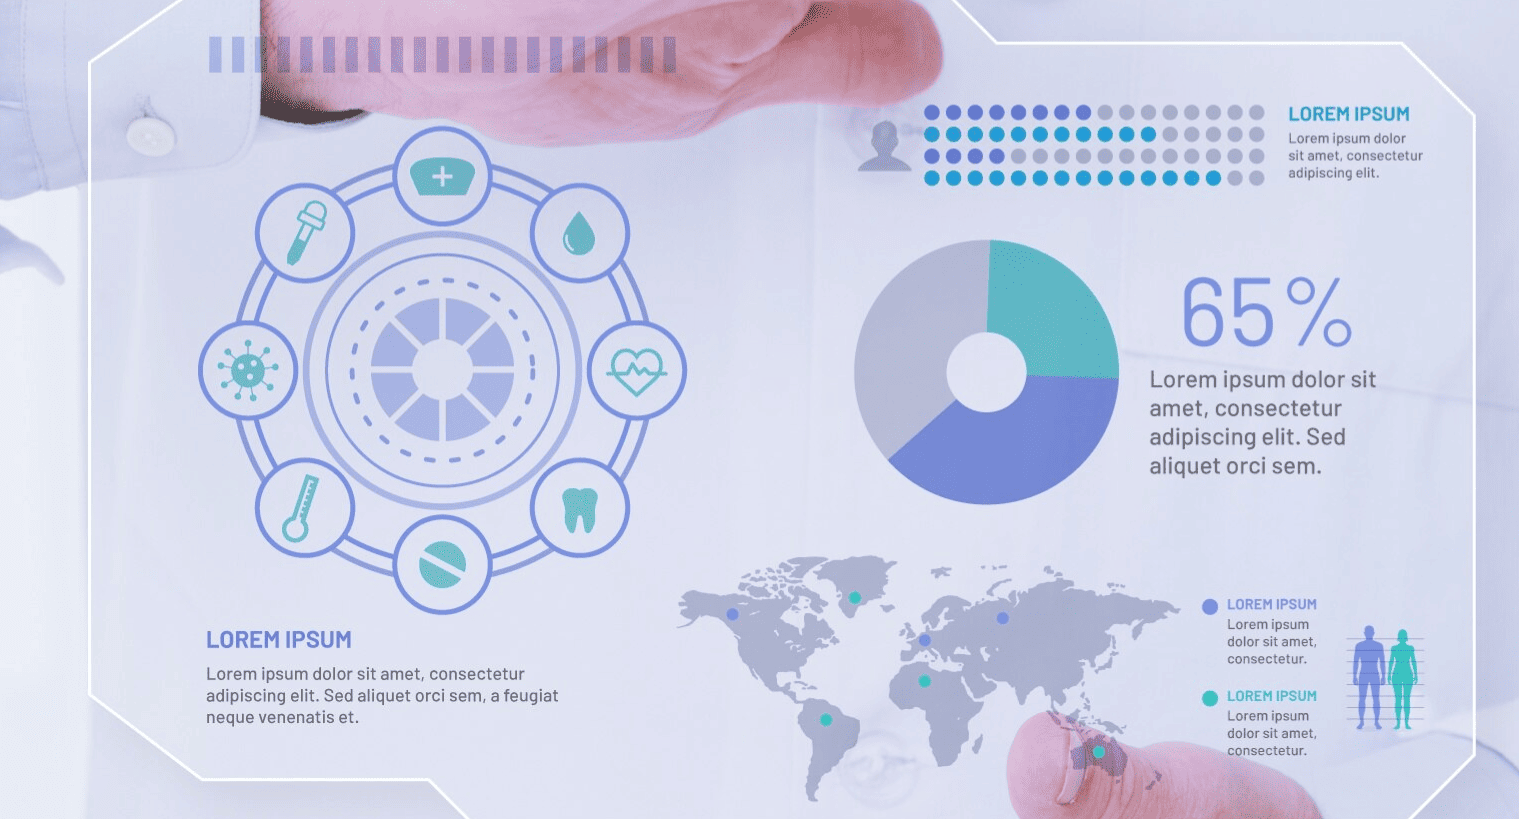 LOREM IPSUM
Lorem ipsum dolor
sit amet, consectetur
adipiscing elit.
65%
Lorem ipsum dolor sit
amet, consectetur
adipiscing elit. Sed
aliquet orci sem.
LOREM IPSUM
Lorem ipsum dolor sit amet, consectetur
adipiscing elit. Sed aliquet orci sem, a feugiat
neque venenatis et.
LOREM IPSUM
Lorem ipsum
dolor sit amet,
consectetur.
LOREM IPSUM
Lorem ipsum
dolor sit amet,
consectetur.